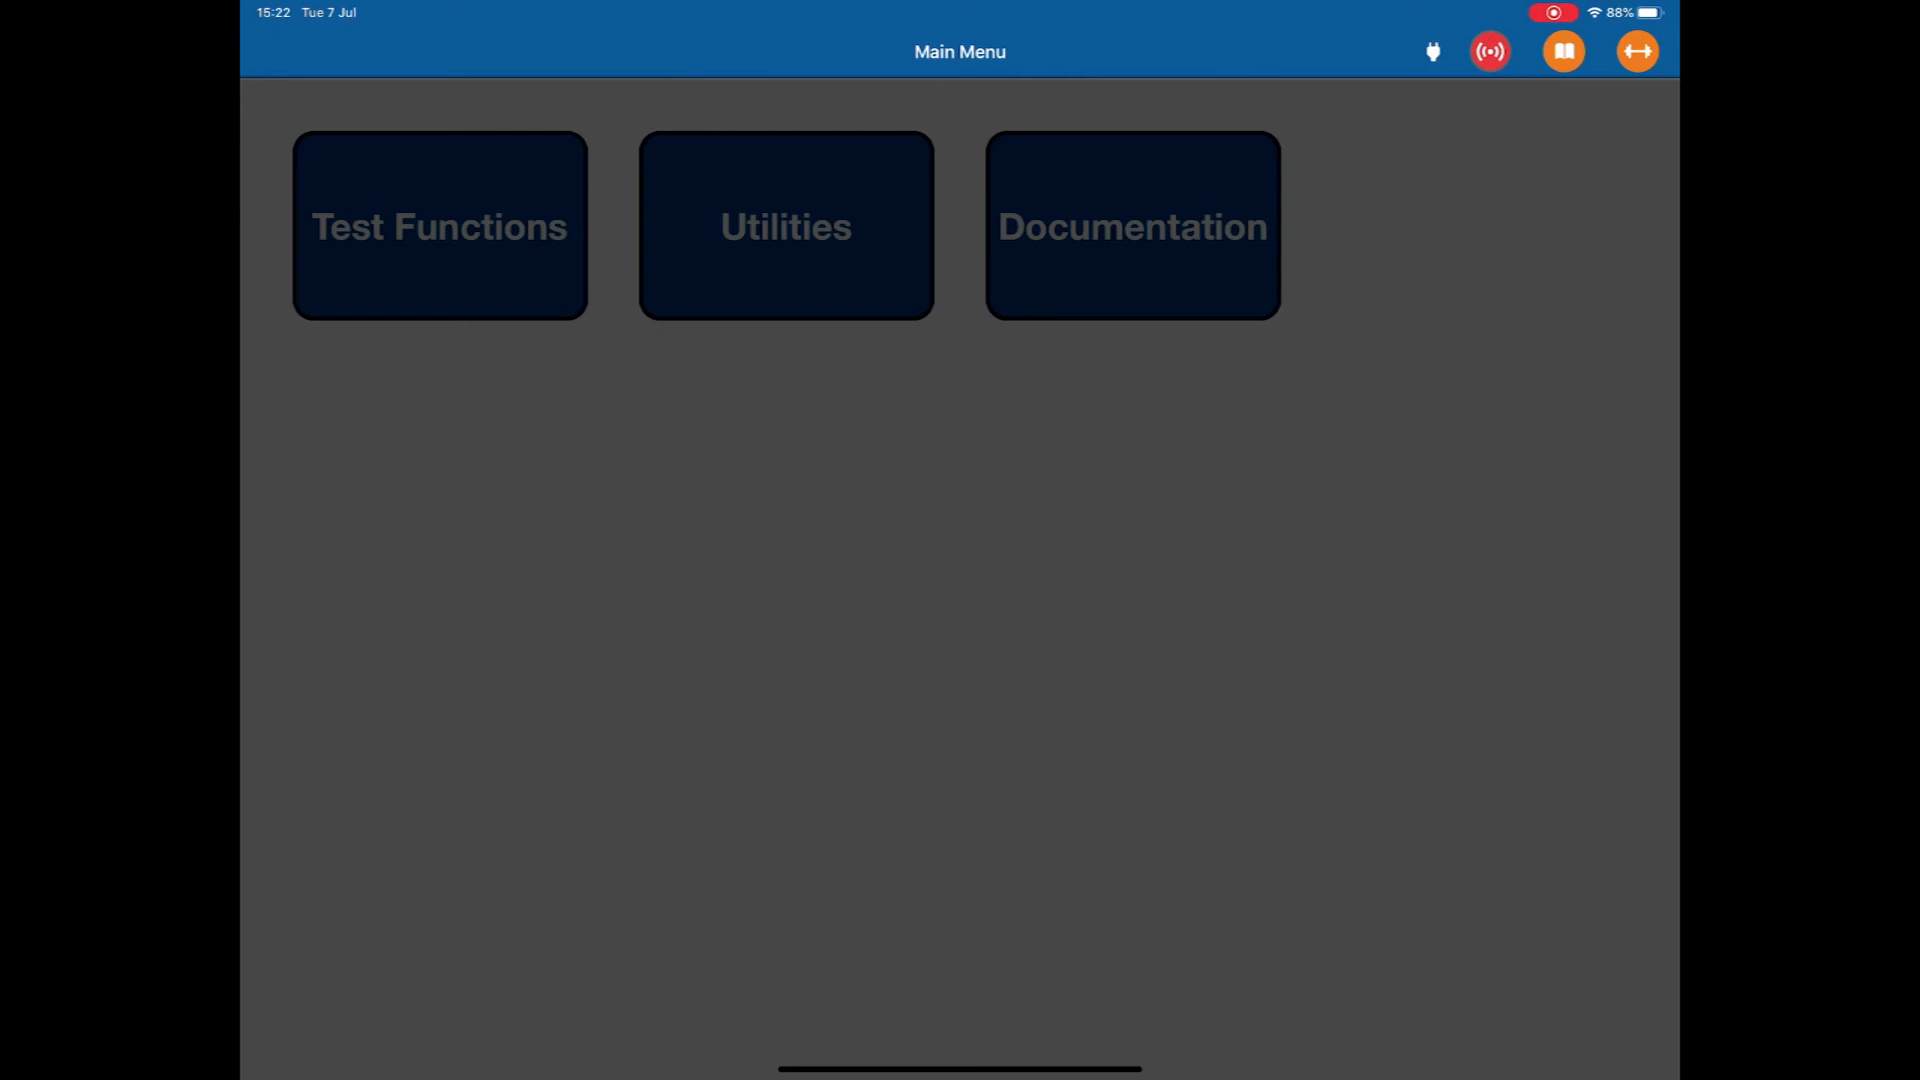 15:22 Tue 7 Jul
88%
Main Menu
Test Functions
Utilities
Documentation